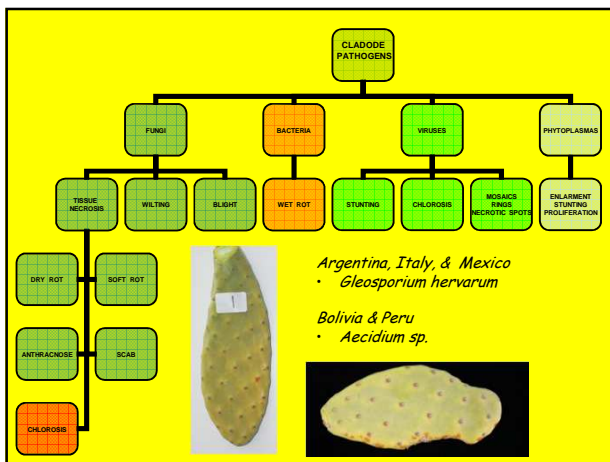 CLADODE
PATHOGENS
FUNGI
BACTERIA
VIRUSES
PHYTOPLASMAS
TISSUE
NECROSIS
WILTING
BLIGHT
WET ROT
STUNTING
CHLOROSIS
MOSAICS
RINGS
NECROTIC SPOTS
ENLARMENT
STUNTING
PROLIFERATION
DRY ROT
SOFT ROT
ANTHRACNOSE
SCAB
CHLOROSIS
1
Argentina, Italy, & Mexico
• Gleosporium hervarum
Bolivia & Peru
• Aecidium sp.